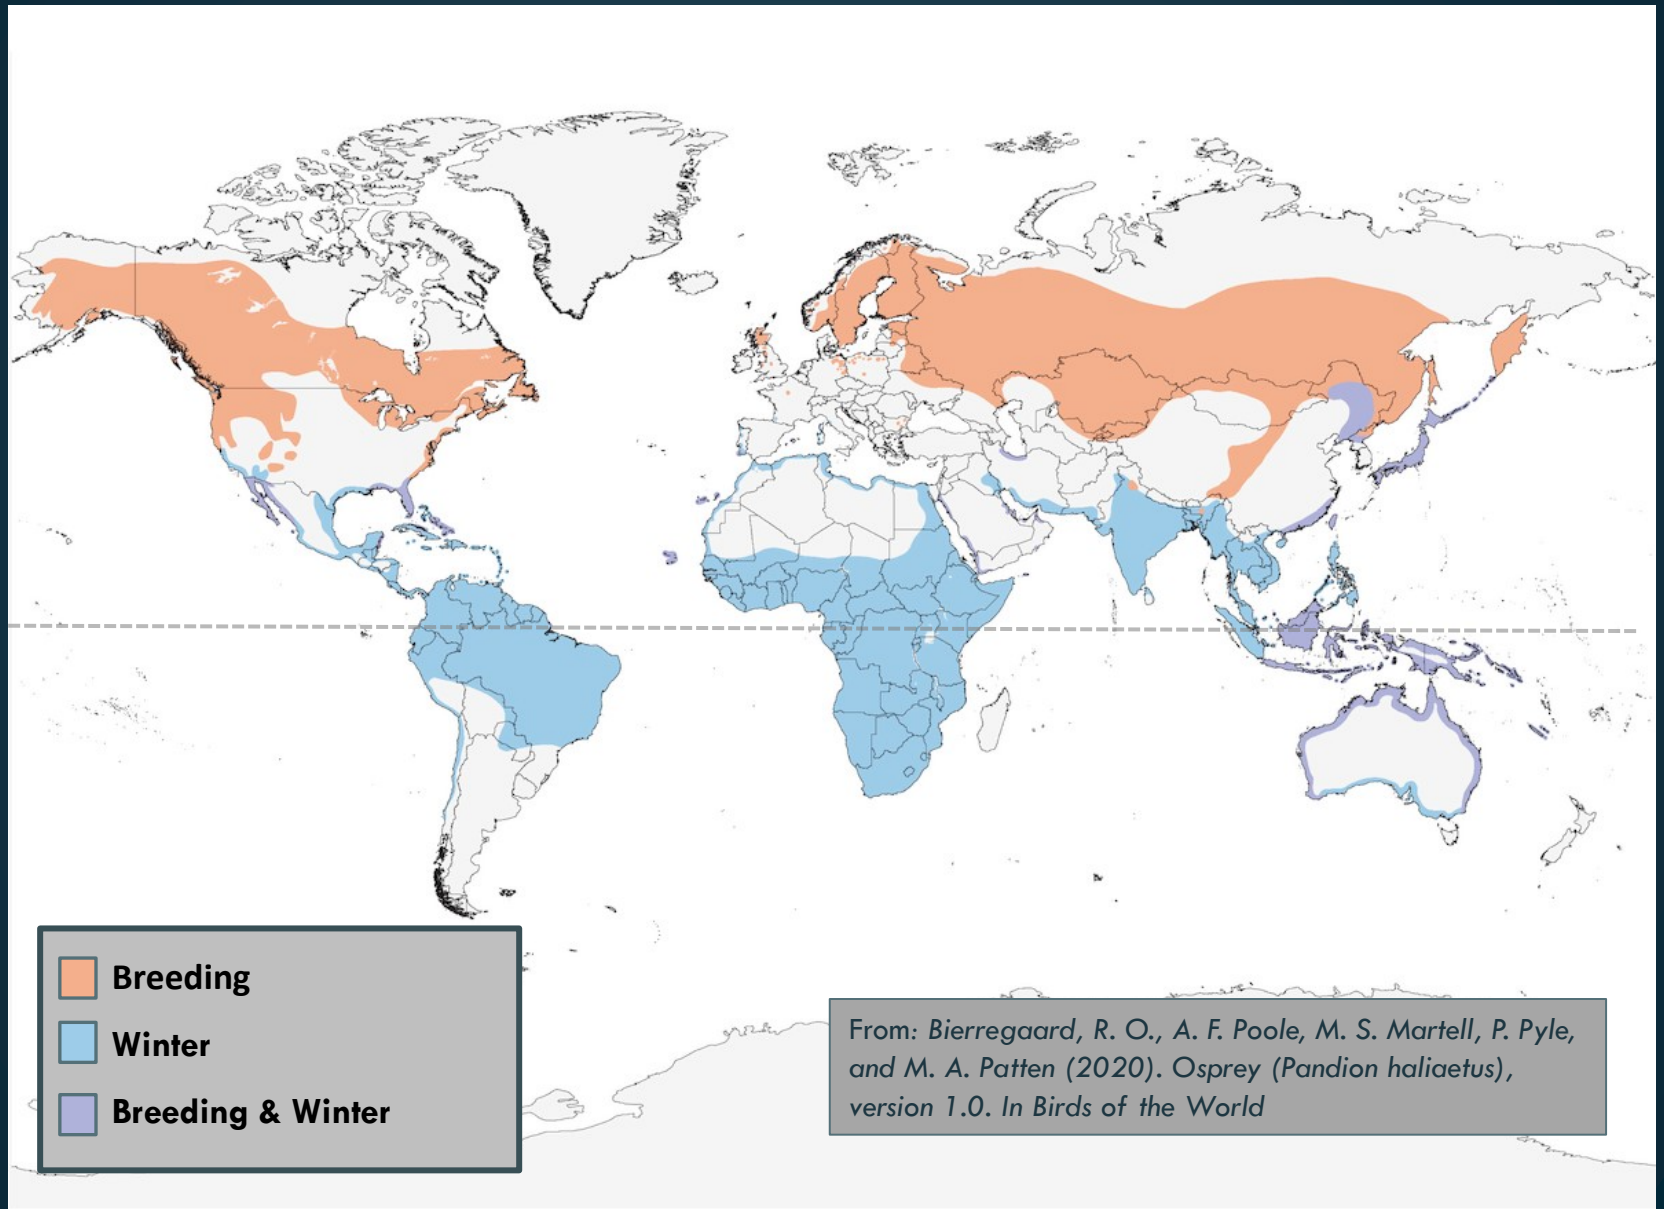 Breeding
Winter
Breeding & Winter
From: Bierregaard, R. O., A. F. Poole, M. S. Martell, P. Pyle,
and M. A. Patten (2020). Osprey (Pandion haliaetus),
version 1.0. In Birds of the World